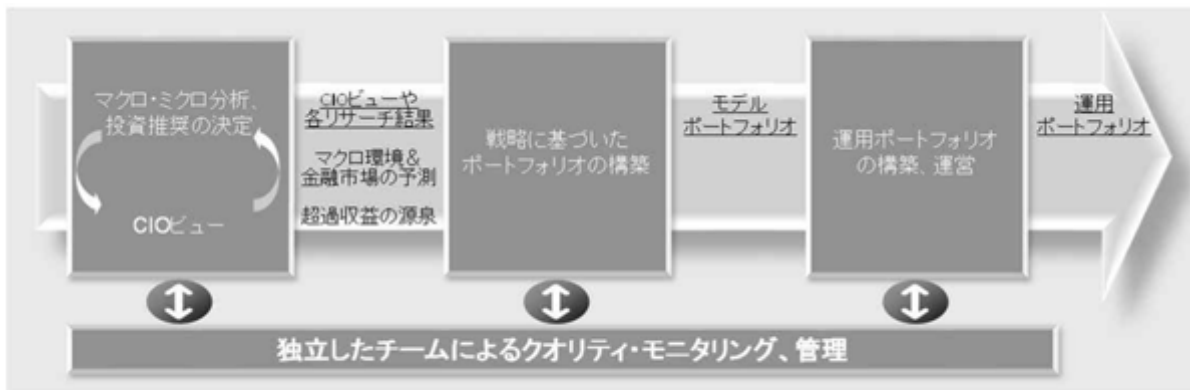 マクロ・ミクロ分析、
投資推奨の決定
CIOビュー
CIOビューや
各リサーチ結果
マクロ環境&
金融市場の予測
超過収益の源泉
戦略に基づいた
ポートフォリオの構築
モデル
ポートフォリオ
運用ポートフォリオ
の構築、運営
運用
ポートフォリオ
独立したチームによるクオリティ・モニタリング、管理